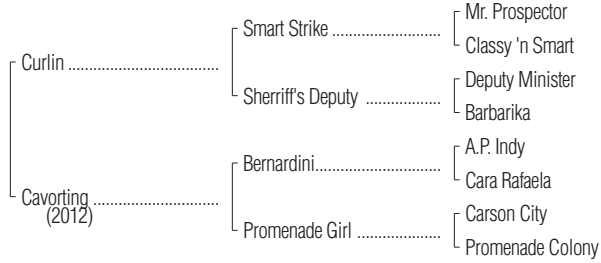 Mr. Prospector
Smart Strike ......................
Classy 'n Smart
Curlin ..............................
Deputy Minister
Sherriff's Deputy ...............
Barbarika
A.P. Indy
Bernardini.........................
Cara Rafaela
Cavorting .........................
(2012)
Carson City
Promenade Girl .................
Promenade Colony